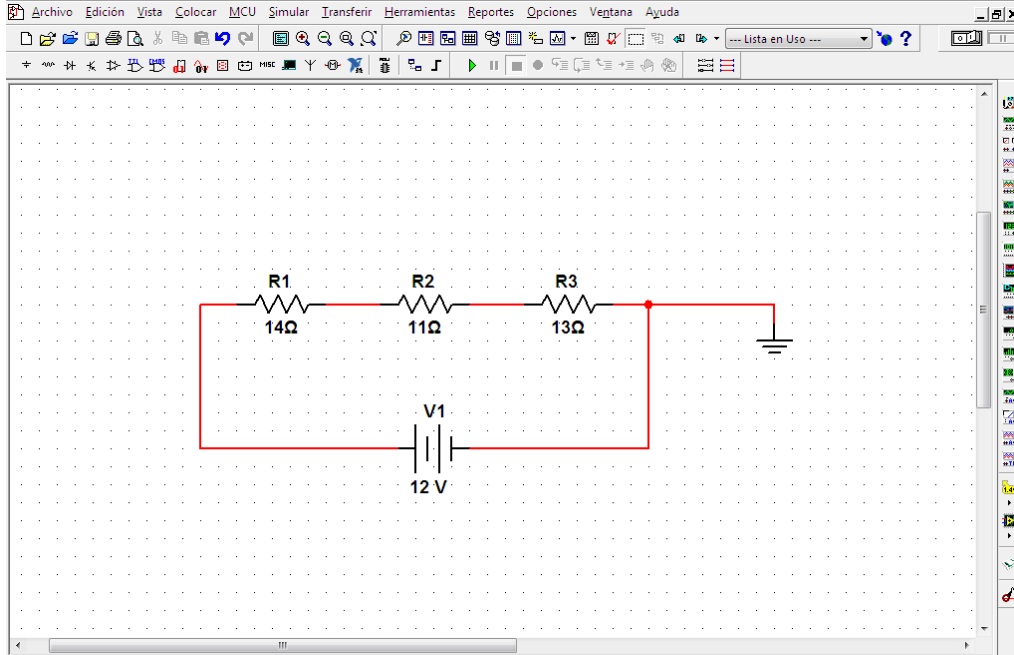 Archivo Edición Vista Colocar MCU Simular Transferir Herramientas Reportes Opciones Ventana Ayuda
--- Lista en Uso ---
MISC
R1 R2 R3
14Ω 11Ω 13Ω
V1
12 V